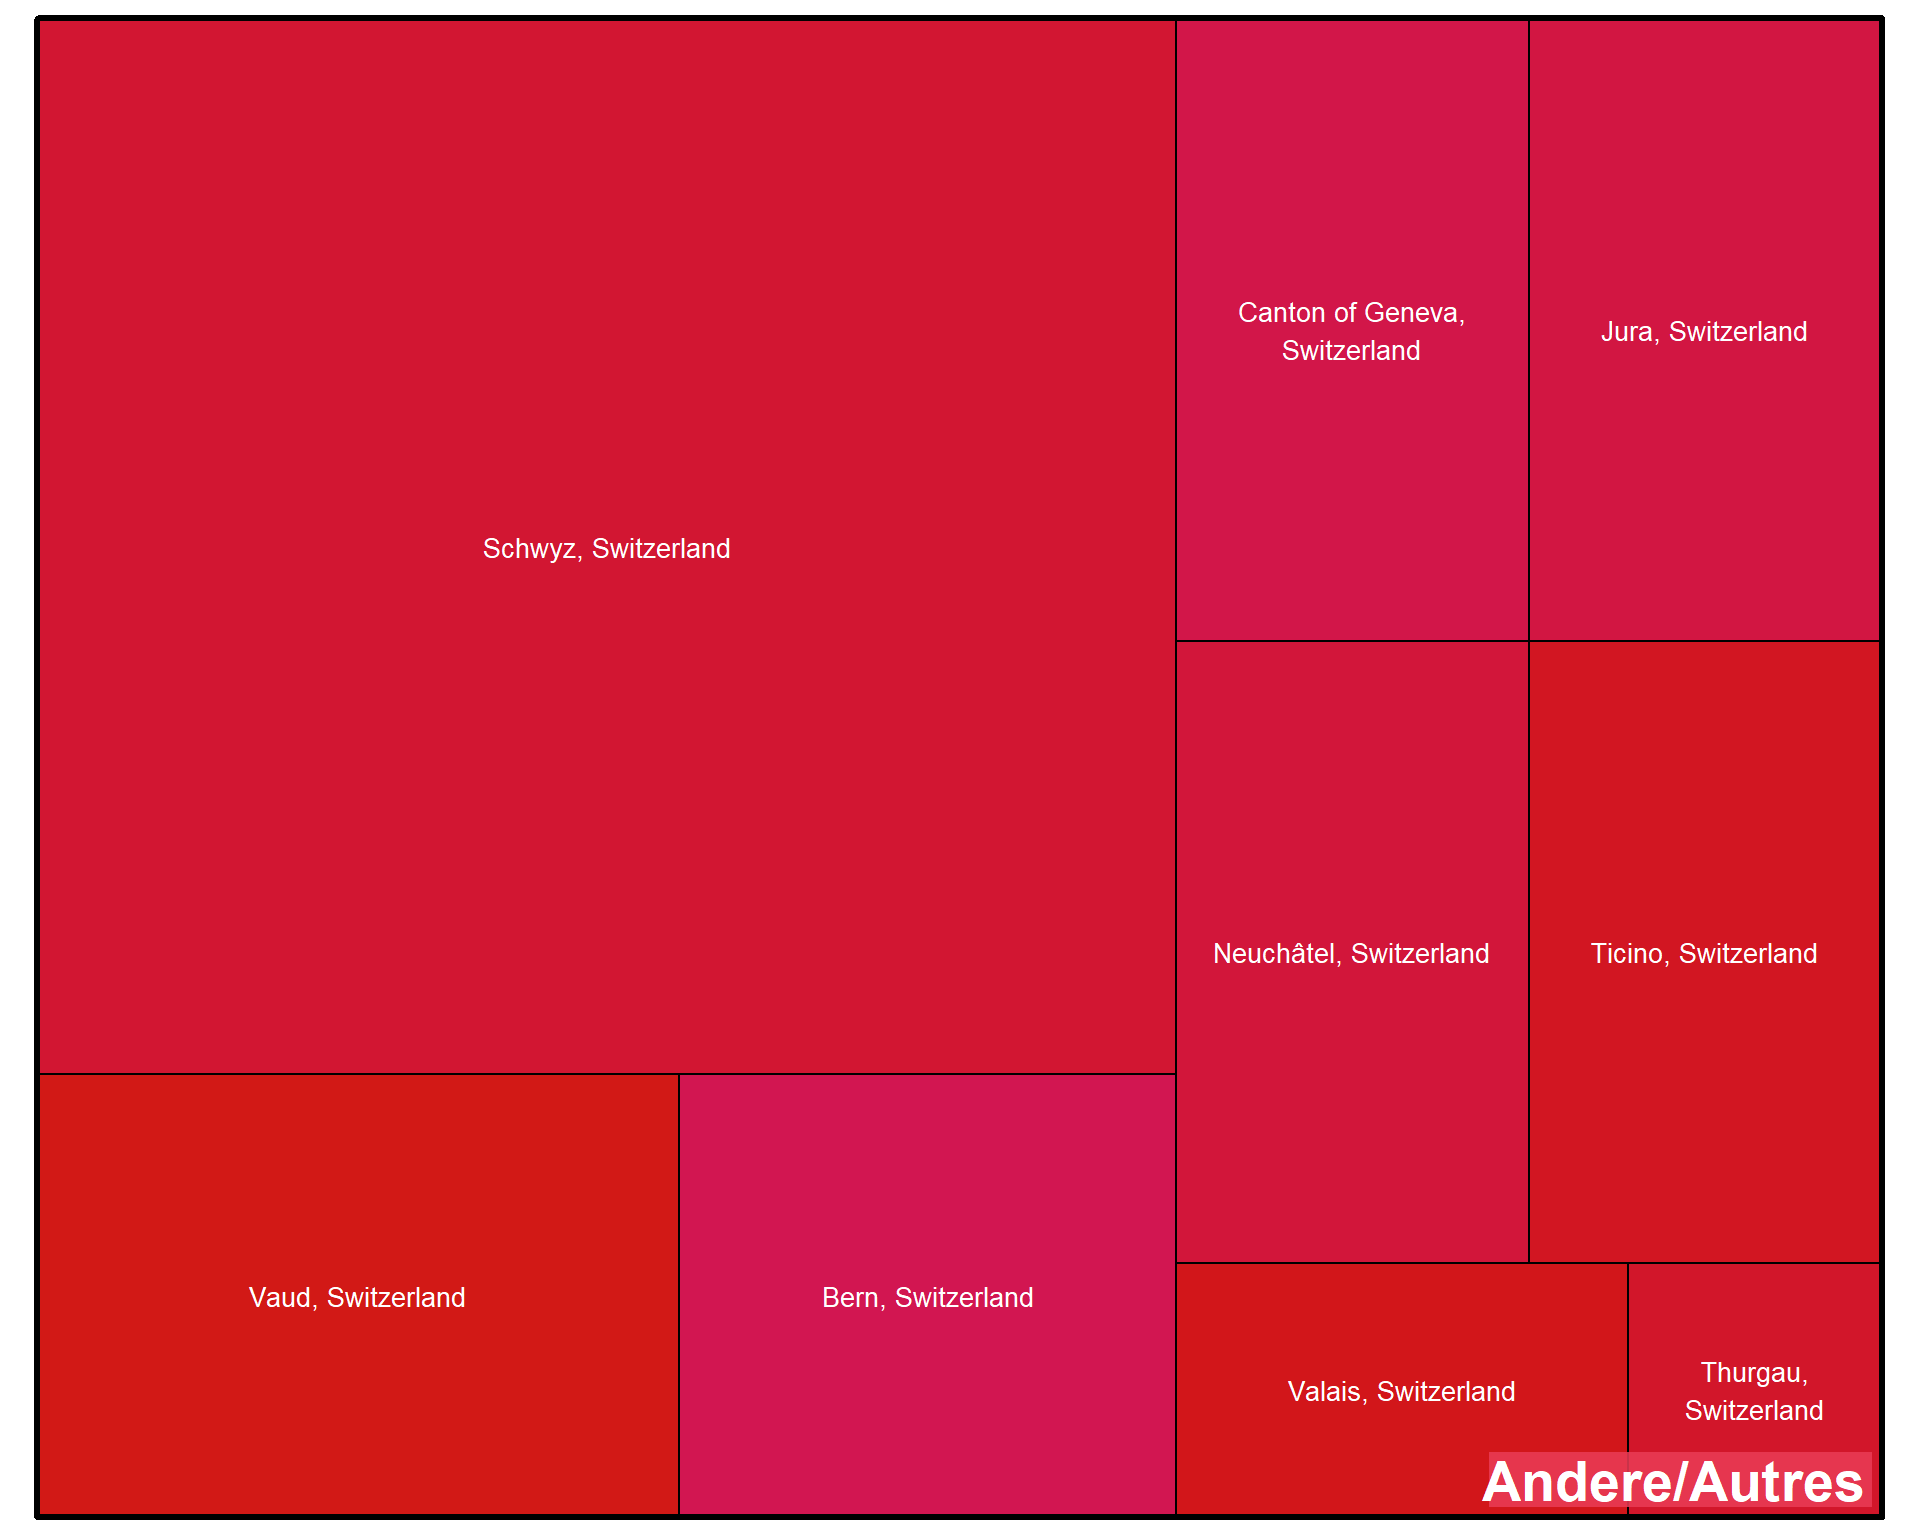 Schwyz, Switzerland
Vaud, Switzerland
Bern, Switzerland
Canton of Geneva,
Switzerland
Jura, Switzerland
Neuchâtel, Switzerland
Ticino, Switzerland
Valais, Switzerland
Thurgau,
Switzerland
Andere/Autres